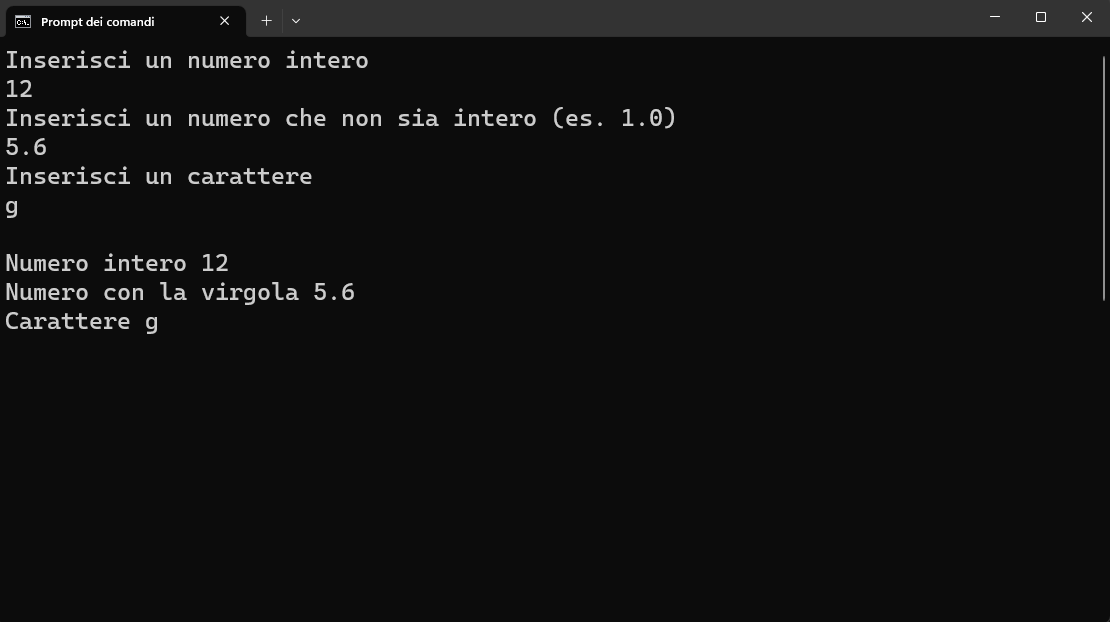 Prompt dei comandi
Inserisci un numero intero
12
Inserisci un numero che non sia intero (es. 1.0)
5.6
Inserisci un carattere
g
Numero intero 12
Numero con la virgola 5.6
Carattere g